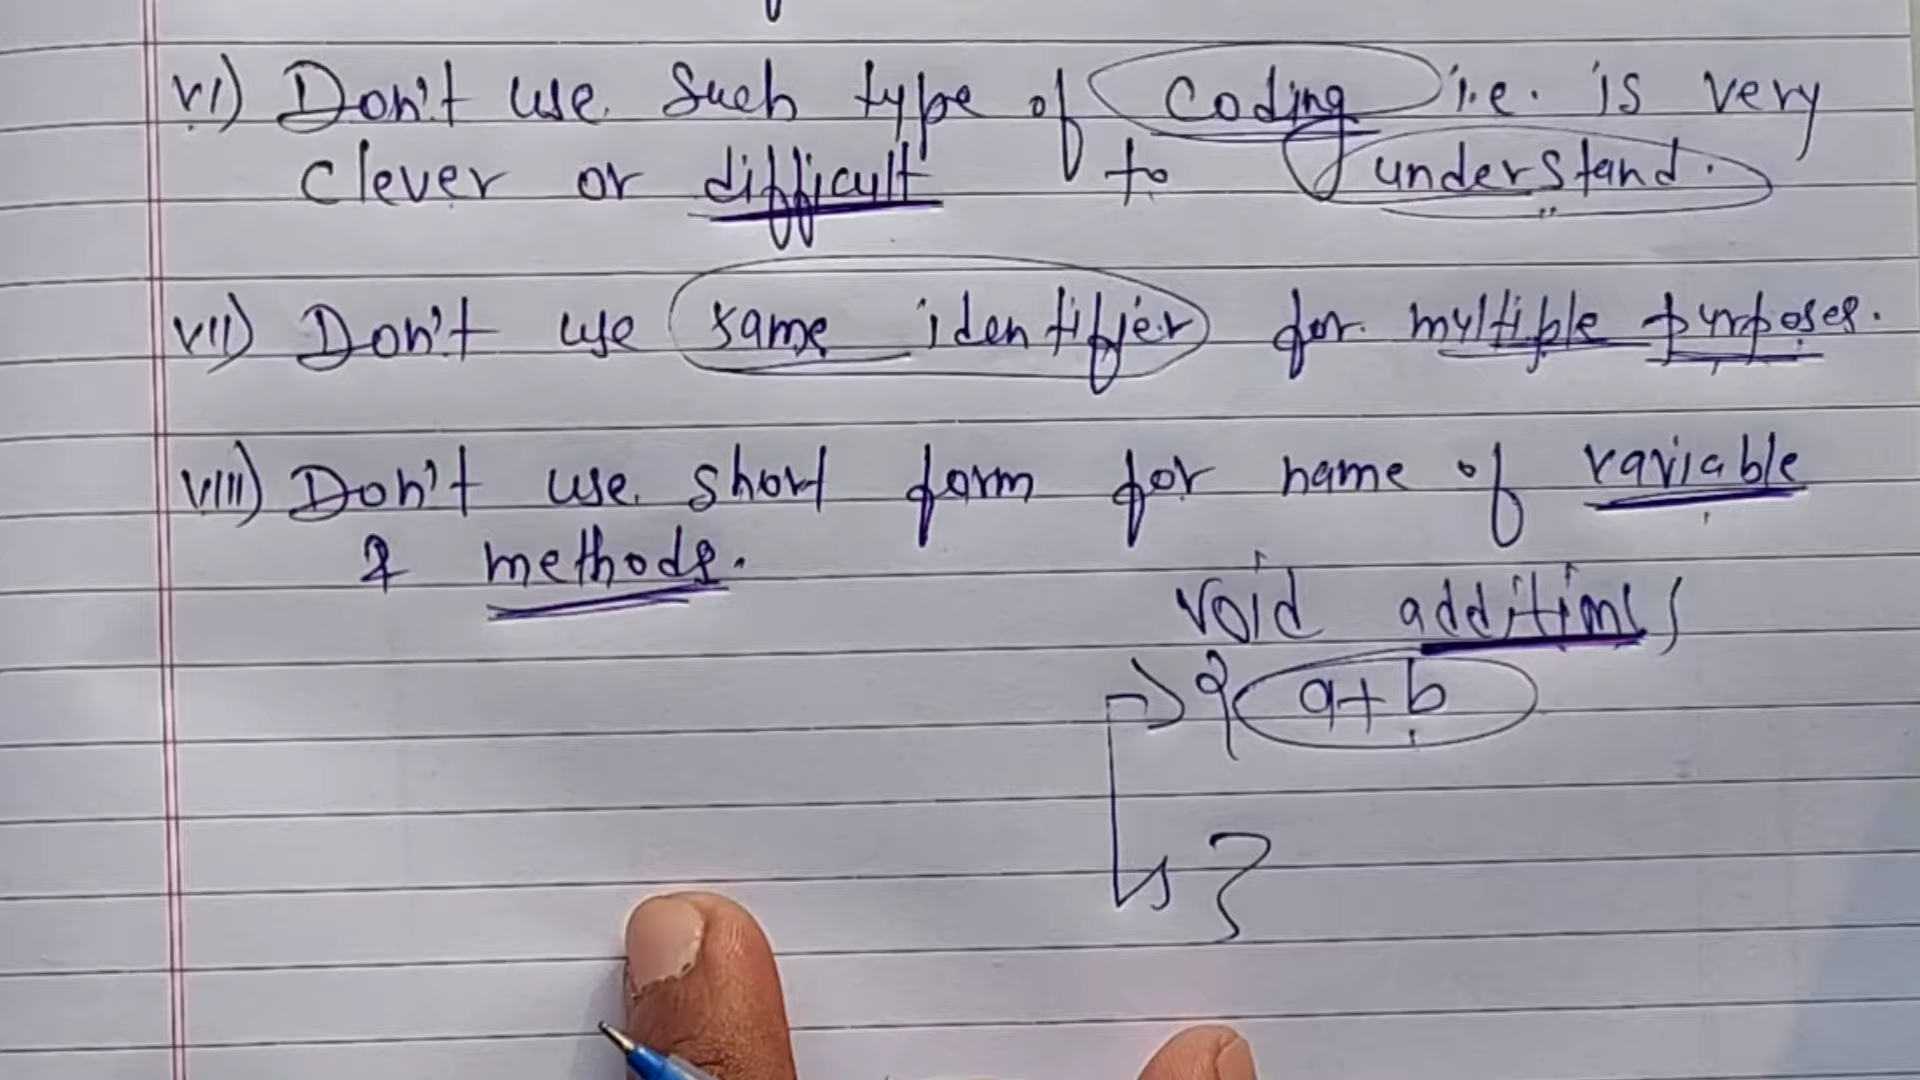 vi) Don't use such type of coding i.e. is very
clever or difficult to understand.
vii) Don't use same identifier for multiple purposes.
viii) Don't use short form for name of variable
& methods.
void addition()
{ a+b
}